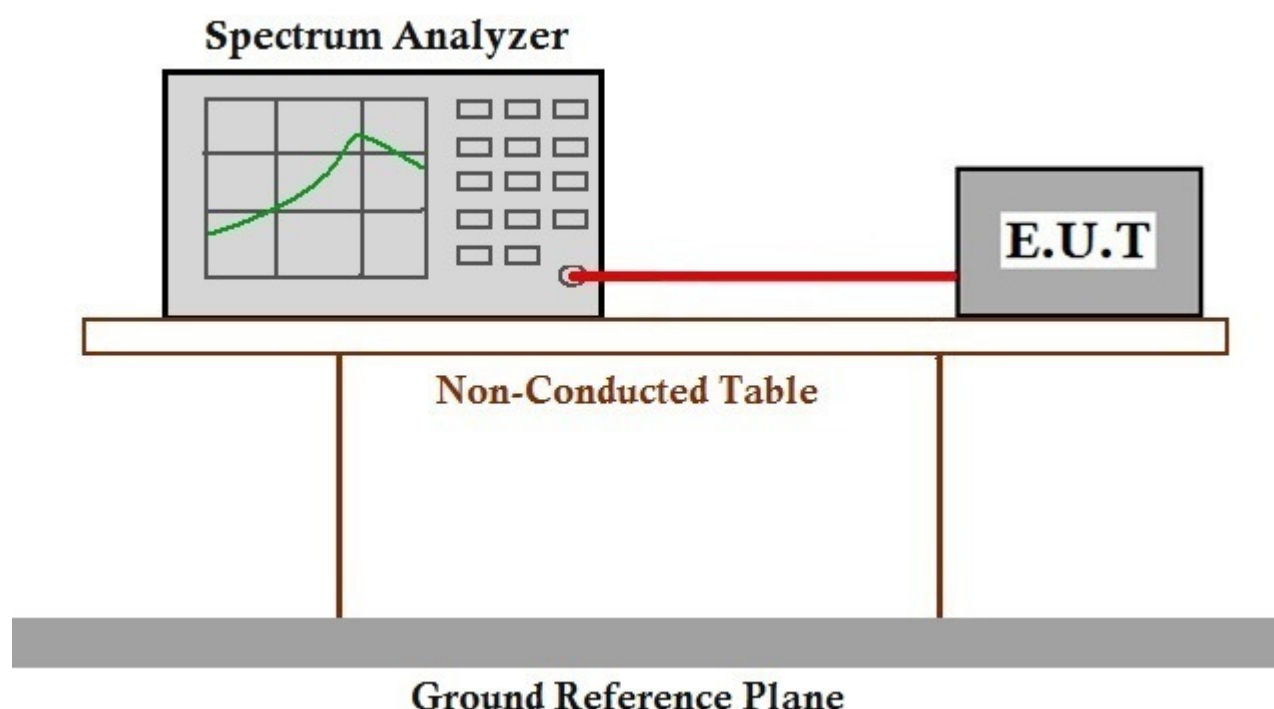 Spectrum Analyzer
E.U.T
Non-Conducted Table
Ground Reference Plane